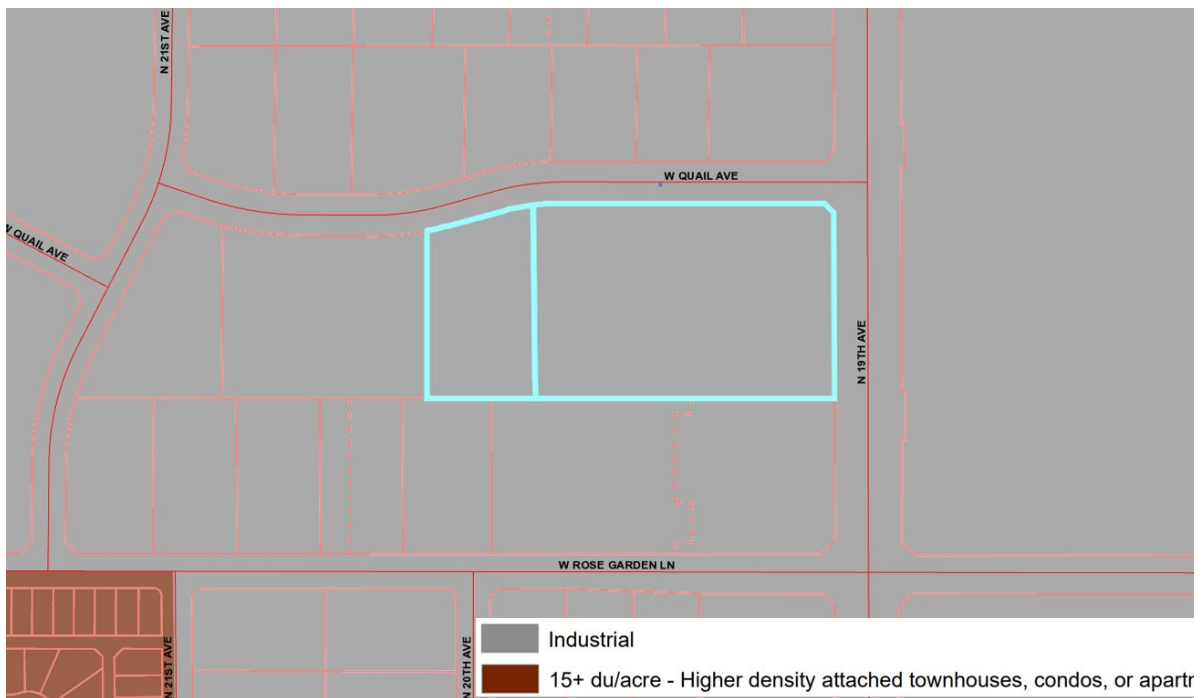 N 21ST AVE
W QUAIL AVE
W QUAIL AVE
N 19TH AVE
W ROSE GARDEN LN
N 21ST AVE
N 20TH AVE
Industrial
15+ du/acre - Higher density attached townhouses, condos, or apartr